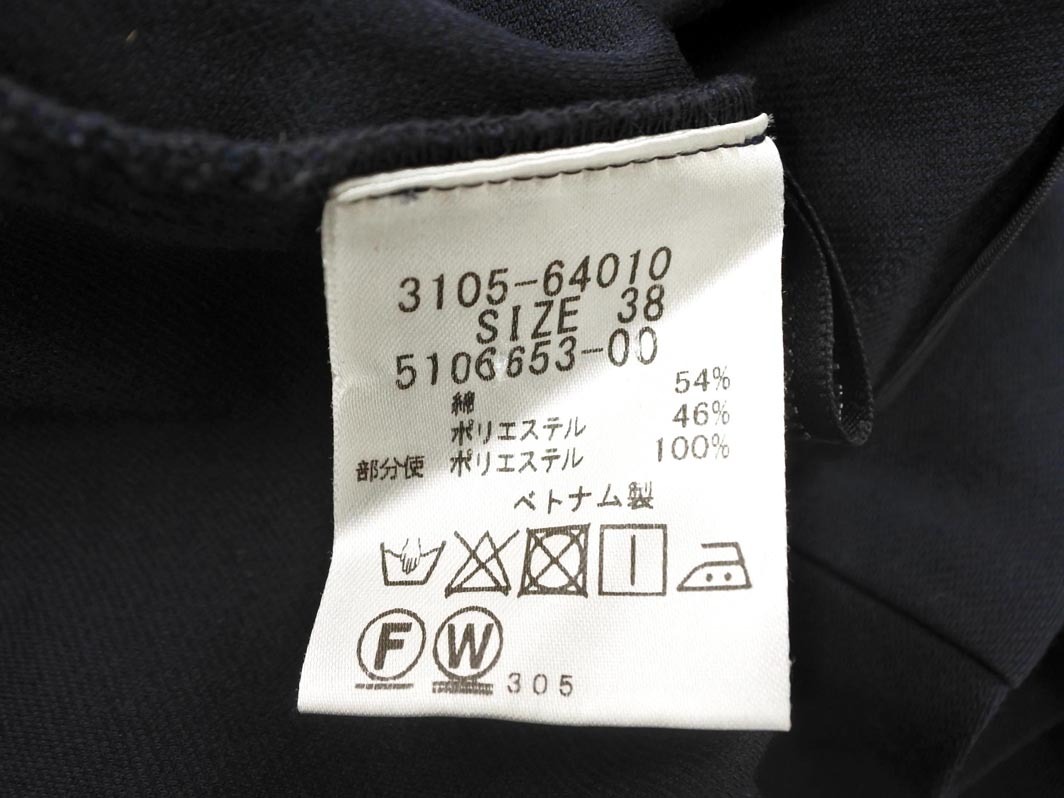 3105-64010
SIZE 38
5106653-00
綿 54%
ポリエステル 46%
部分使 ポリエステル 100%
ベトナム製
F W 305